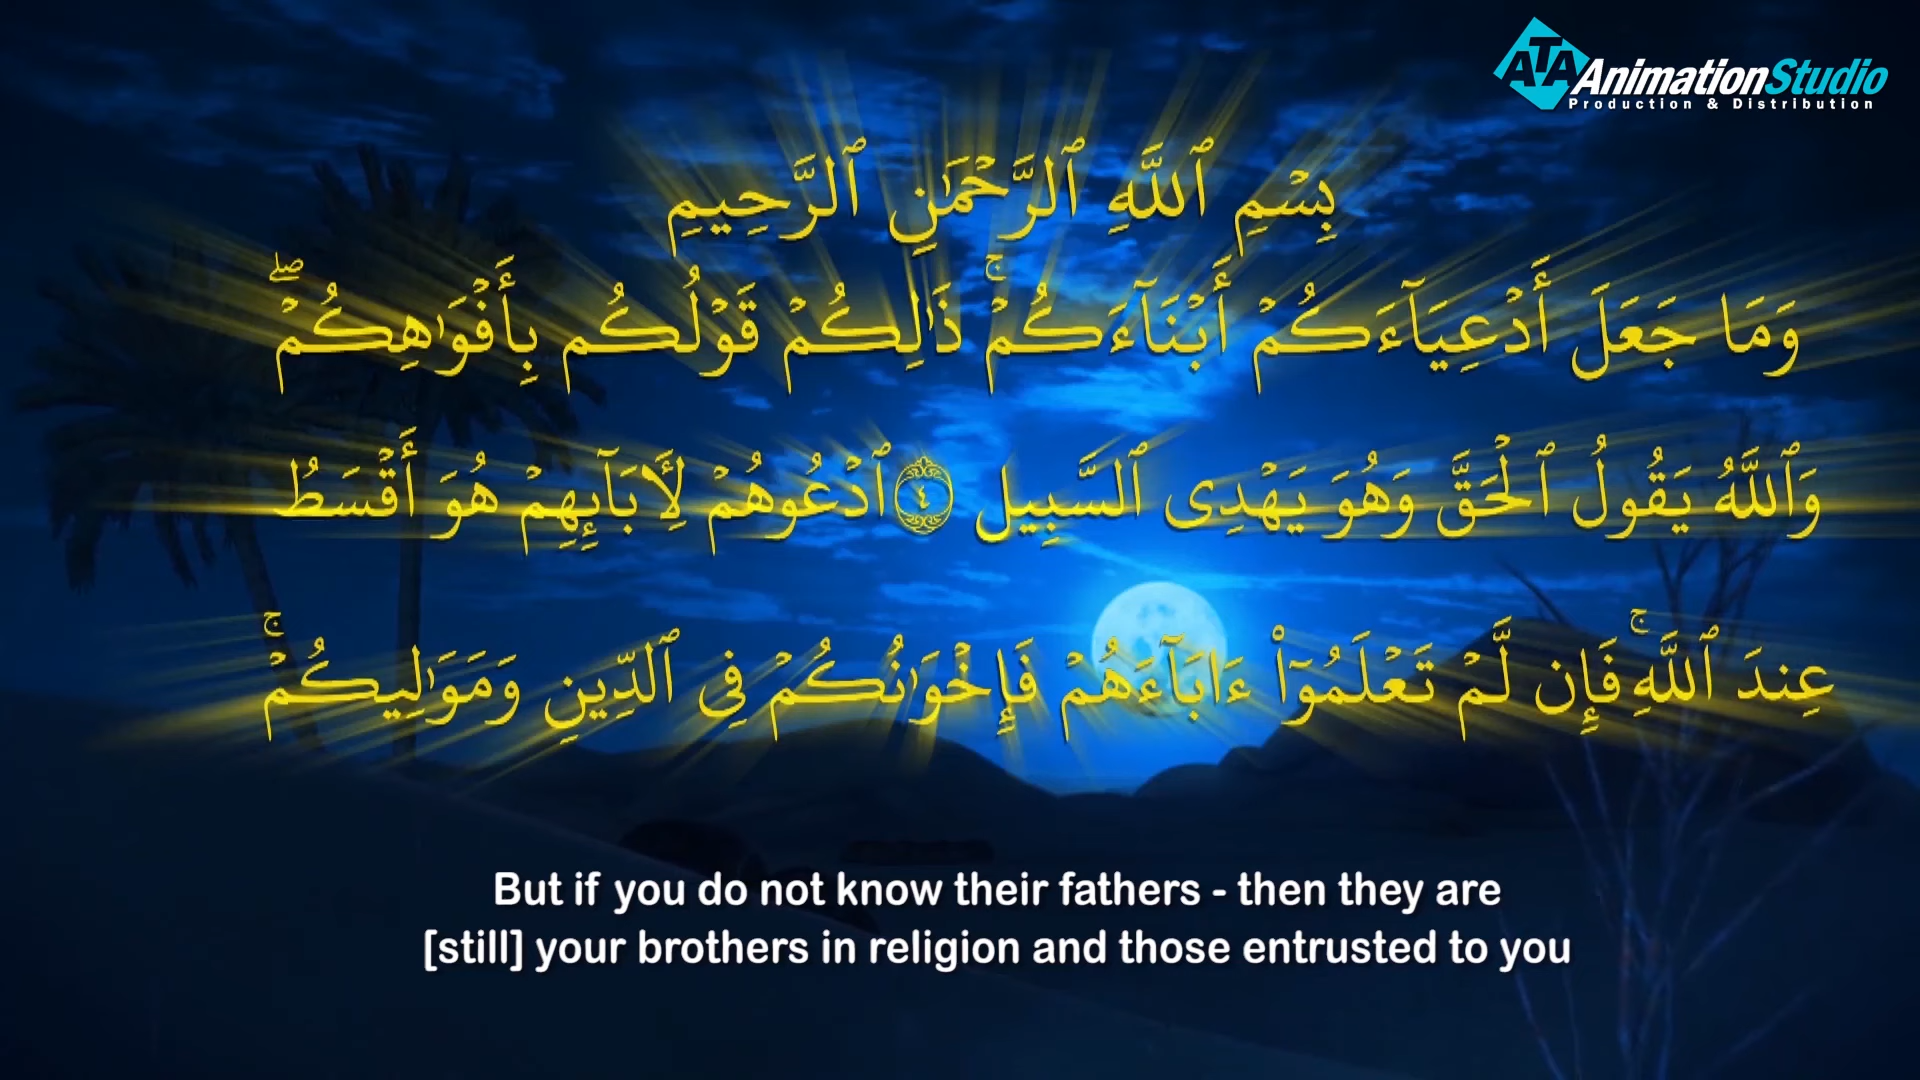 ATA AnimationStudio
Production & Distribution
بِسْمِ ٱللَّهِ ٱلرَّحْمَٰنِ ٱلرَّحِيمِ
وَمَا جَعَلَ أَدْعِيَآءَكُمْ أَبْنَآءَكُمْ ۚ ذَٰلِكُمْ قَوْلُكُم بِأَفْوَٰهِكُمْ ۖ
وَٱللَّهُ يَقُولُ ٱلْحَقَّ وَهُوَ يَهْدِى ٱلسَّبِيلَ ٤ ٱدْعُوهُمْ لِأَبَآئِهِمْ هُوَ أَقْسَطُ
عِندَ ٱللَّهِ ۚ فَإِن لَّمْ تَعْلَمُوٓا۟ ءَابَآءَهُمْ فَإِخْوَٰنُكُمْ فِى ٱلدِّينِ وَمَوَٰلِيكُمْ ۚ
But if you do not know their fathers - then they are
[still] your brothers in religion and those entrusted to you